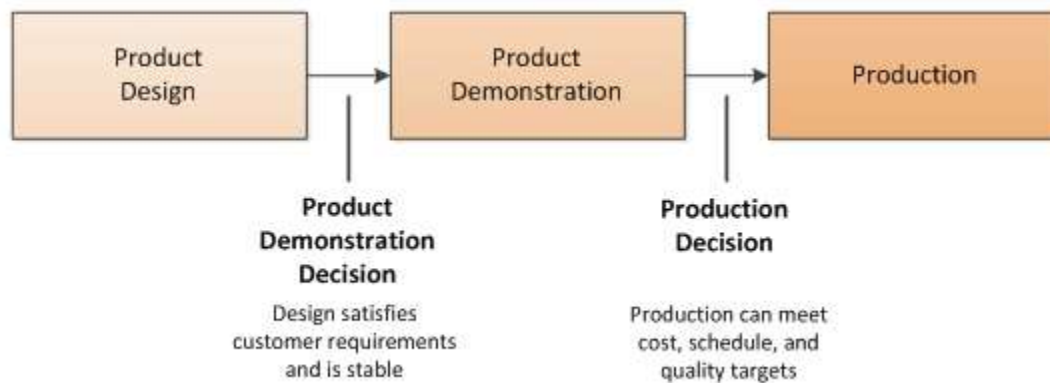 Product
Design
Product
Demonstration
Production
Product
Demonstration
Decision
Design satisfies
customer requirements
and is stable
Production
Decision
Production can meet
cost, schedule, and
quality targets